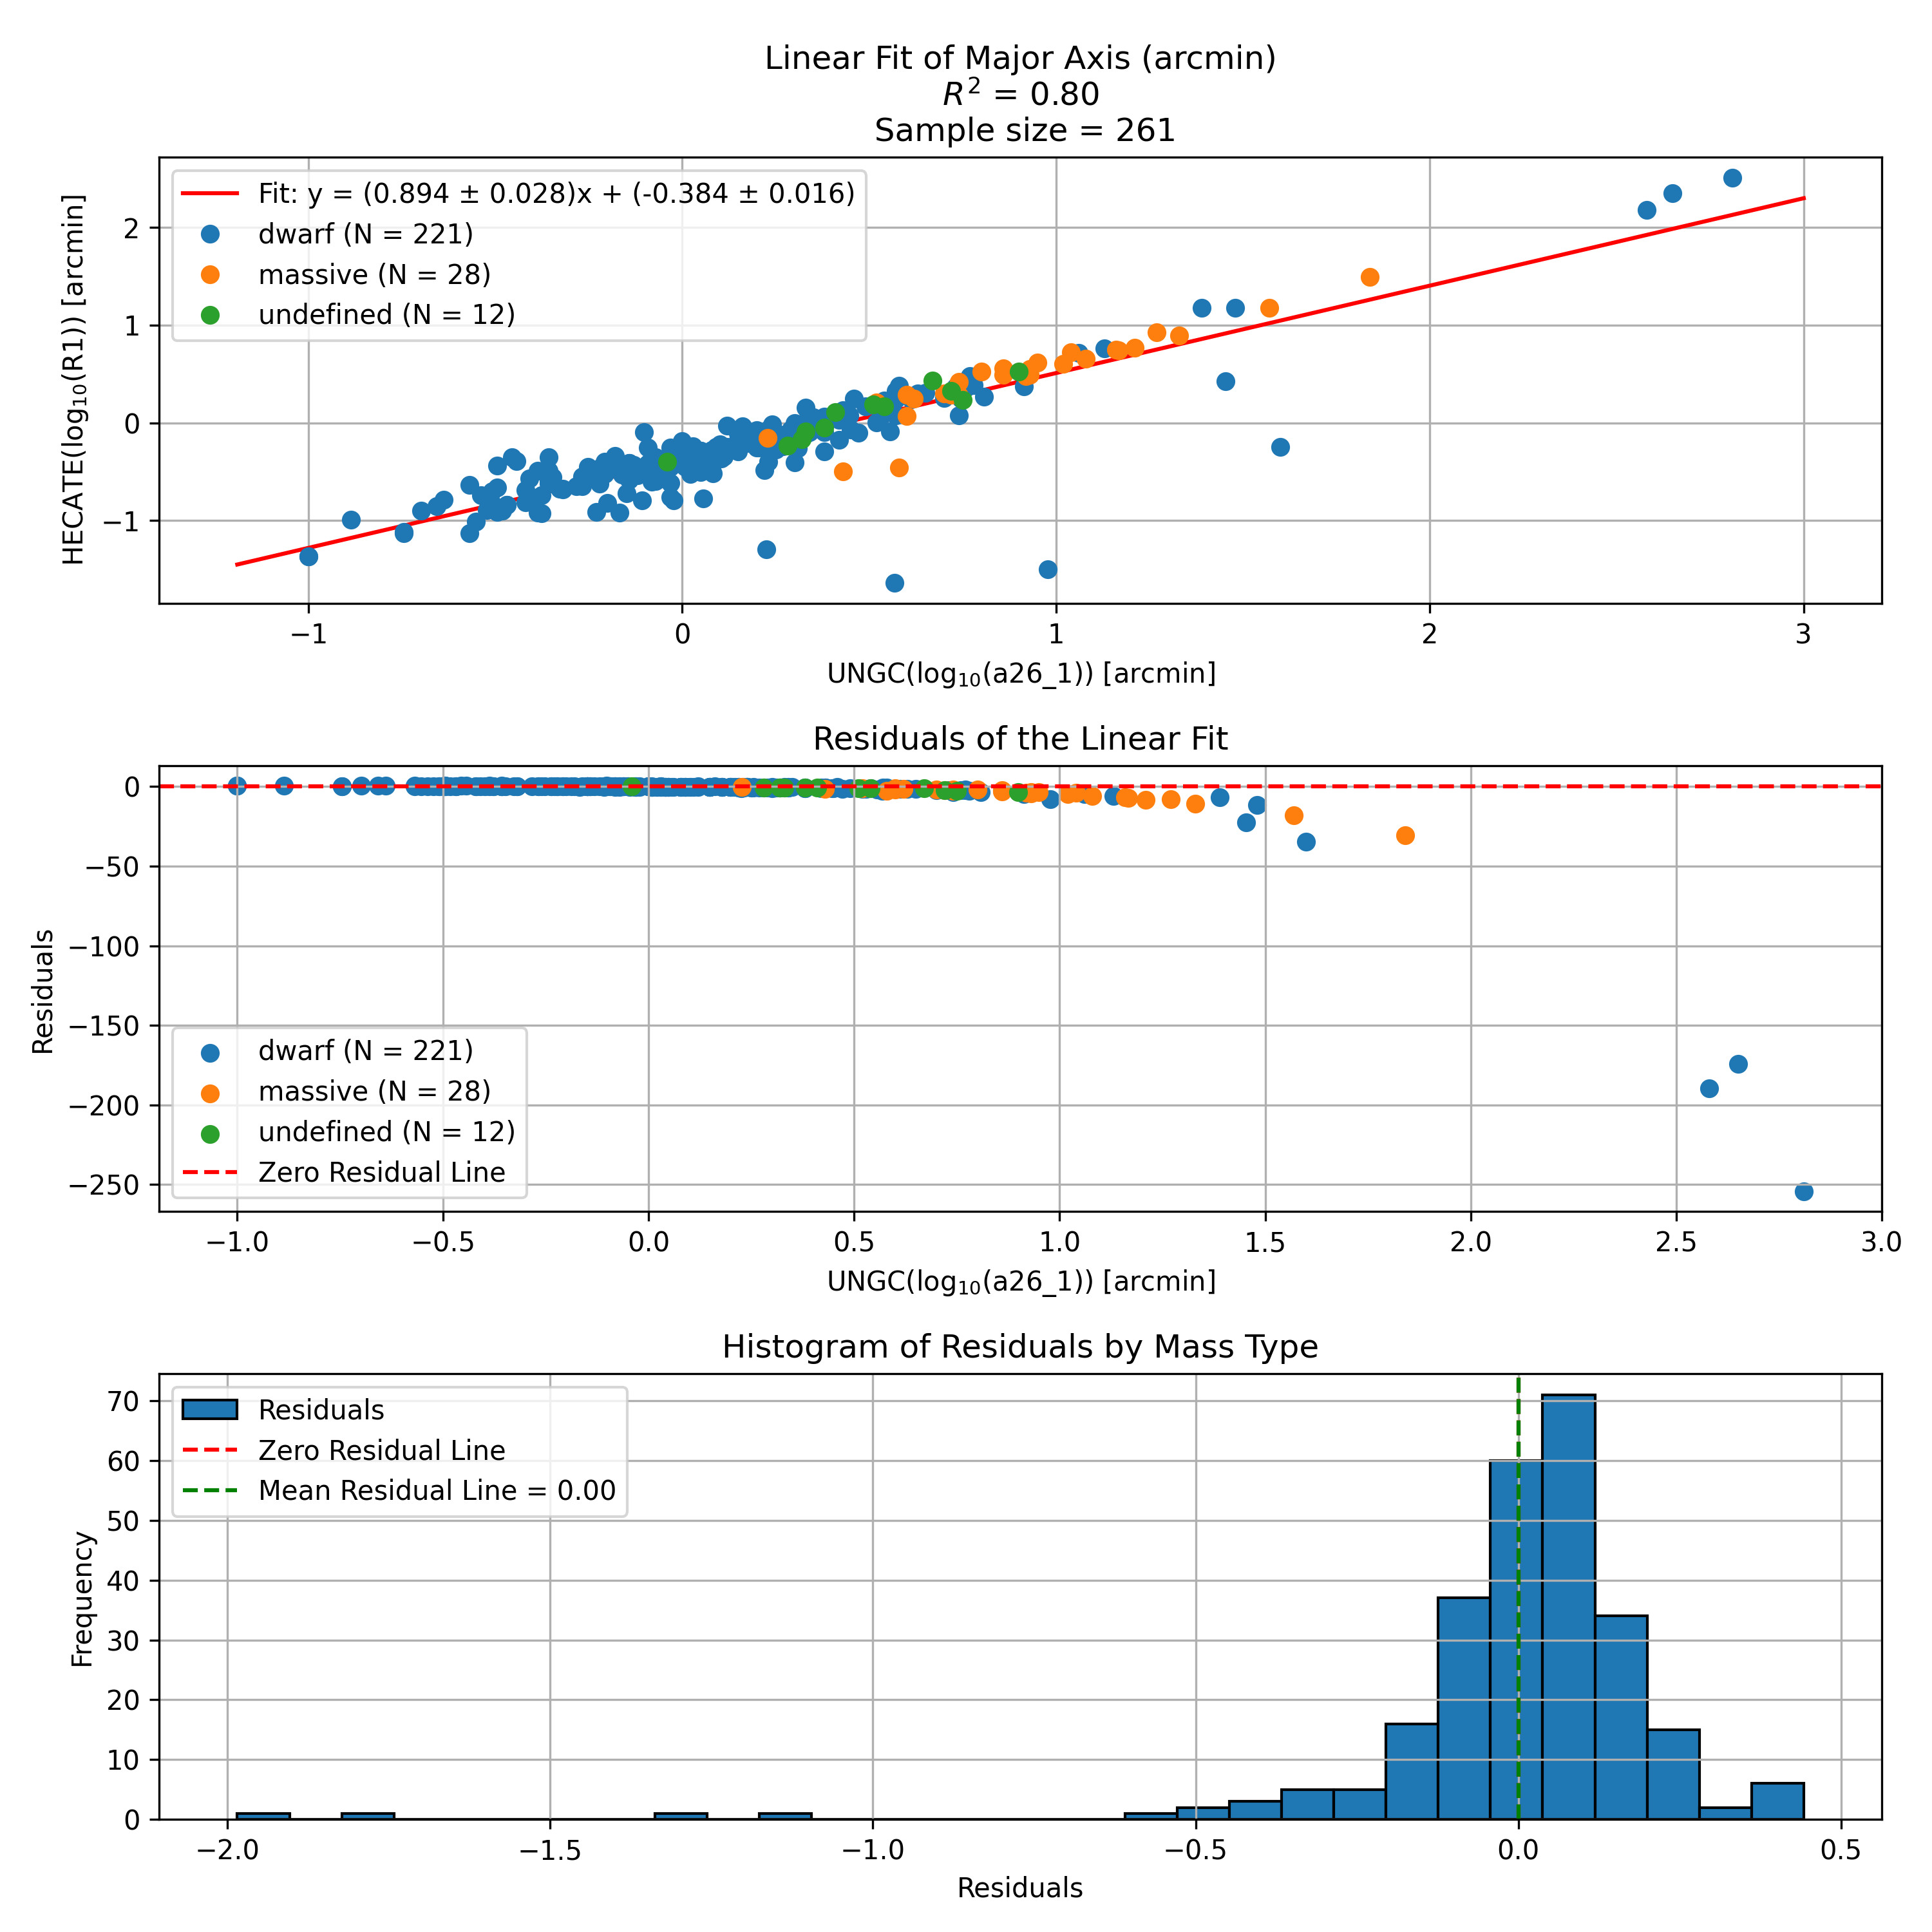 Linear Fit of Major Axis (arcmin)
R² = 0.80
Sample size = 261
Fit: y = (0.894 ± 0.028)x + (-0.384 ± 0.016)
dwarf (N = 221)
massive (N = 28)
undefined (N = 12)
HECATE(log₁₀(R1)) [arcmin]
2
1
0
−1
−1 0 1 2 3
UNGC(log₁₀(a26_1)) [arcmin]
Residuals of the Linear Fit
Residuals
0
−50
−100
−150
−200
−250
dwarf (N = 221)
massive (N = 28)
undefined (N = 12)
Zero Residual Line
−1.0 −0.5 0.0 0.5 1.0 1.5 2.0 2.5 3.0
UNGC(log₁₀(a26_1)) [arcmin]
Histogram of Residuals by Mass Type
Residuals
Zero Residual Line
Mean Residual Line = 0.00
Frequency
70
60
50
40
30
20
10
0
−2.0 −1.5 −1.0 −0.5 0.0 0.5
Residuals